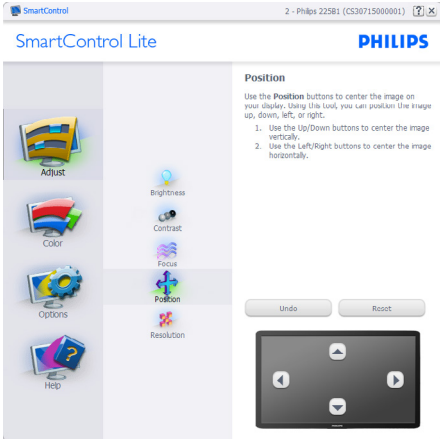 SmartControl
2 - Philips 225B1 (CS30715000001)
SmartControl Lite
PHILIPS
Position
Use the Position buttons to center the image on
your display. Using this tool, you can position the image
up, down, left, or right.
1. Use the Up/Down buttons to center the image
vertically.
2. Use the Left/Right buttons to center the image
horizontally.
Adjust
Color
Options
Help
Brightness
Contrast
Focus
Position
Resolution
Undo
Reset